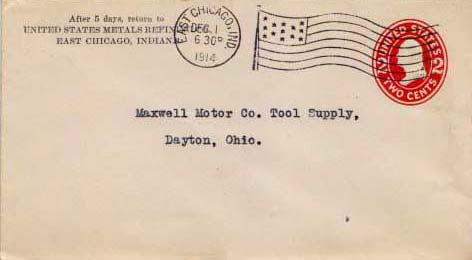 After 5 days, return to
UNITED STATES METALS REFIN
EAST CHICAGO, INDIANA
EAST CHICAGO, IND
DEC 1
6 30 P
1914
UNITED STATES
2 2
TWO CENTS
Maxwell Motor Co. Tool Supply,
Dayton, Ohio.